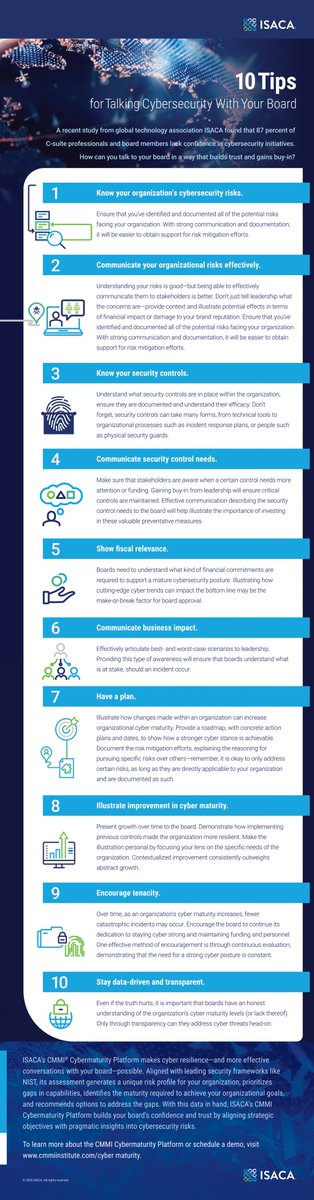 ISACA.
10 Tips
for Talking Cybersecurity With Your Board
A recent study from global technology association ISACA found that 87 percent of
C-suite professionals and board members lack confidence in cybersecurity initiatives.
How can you talk to your board in a way that builds trust and gains buy-in?
1 Know your organization's cybersecurity risks.
Ensure that you've identified and documented all of the potential risks
facing your organization. With strong communication and documentation,
it will be easier to obtain support for risk mitigation efforts.
2 Communicate your organizational risks effectively.
Understanding your risks is good—but being able to effectively
communicate them to stakeholders is better. Don't just tell leadership what
the concerns are—provide context and illustrate potential effects in terms
of financial impact or damage to your brand reputation. Ensure that you've
identified and documented all of the potential risks facing your organization.
With strong communication and documentation, it will be easier to obtain
support for risk mitigation efforts.
3 Know your security controls.
Understand what security controls are in place within the organization,
ensure they are documented and understand their efficacy. Don't
forget, security controls can take many forms, from technical tools to
organizational processes such as incident response plans, or people such
as physical security guards.
4 Communicate security control needs.
Make sure that stakeholders are aware when a certain control needs more
attention or funding. Gaining buy-in from leadership will ensure critical
controls are maintained. Effective communication describing the security
control needs to the board will help illustrate the importance of investing
in these valuable preventative measures.
5 Show fiscal relevance.
Boards need to understand what kind of financial commitments are
required to support a mature cybersecurity posture. Illustrating how
cutting-edge cyber trends can impact the bottom line may be the
make-or-break factor for board approval.
6 Communicate business impact.
Effectively articulate best- and worst-case scenarios to leadership.
Providing this type of awareness will ensure that boards understand what
is at stake, should an incident occur.
7 Have a plan.
Illustrate how changes made within an organization can increase
organizational cyber maturity. Provide a roadmap, with concrete action
plans and dates, to show how a stronger cyber stance is achievable.
Document the risk mitigation efforts, explaining the reasoning for
pursuing specific risks over others—remember, it is okay to only address
certain risks, as long as they are directly applicable to your organization
and are documented as such.
8 Illustrate improvement in cyber maturity.
Present growth over time to the board. Demonstrate how implementing
previous controls made the organization more resilient. Make the
illustration personal by focusing your lens on the specific needs of the
organization. Contextualized improvement consistently outweighs
abstract growth.
9 Encourage tenacity.
Over time, as an organization's cyber maturity increases, fewer
catastrophic incidents may occur. Encourage the board to continue its
dedication to staying cyber strong and maintaining funding and personnel.
One effective method of encouragement is through continuous evaluation,
demonstrating that the need for a strong cyber posture is constant.
10 Stay data-driven and transparent.
Even if the truth hurts, it is important that boards have an honest
understanding of the organization's cyber maturity levels (or lack thereof).
Only through transparency can they address cyber threats head-on.
ISACA's CMMI® Cybermaturity Platform makes cyber resilience—and more effective
conversations with your board—possible. Aligned with leading security frameworks like
NIST, its assessment generates a unique risk profile for your organization, prioritizes
gaps in capabilities, identifies the maturity required to achieve your organizational goals,
and recommends options to address the gaps. With this data in hand, ISACA's CMMI
Cybermaturity Platform builds your board's confidence and trust by aligning strategic
objectives with pragmatic insights into cybersecurity risks.
To learn more about the CMMI Cybermaturity Platform or schedule a demo, visit
www.cmmiinstitute.com/cyber maturity.
© 2020 ISACA. All rights reserved.
ISACA.